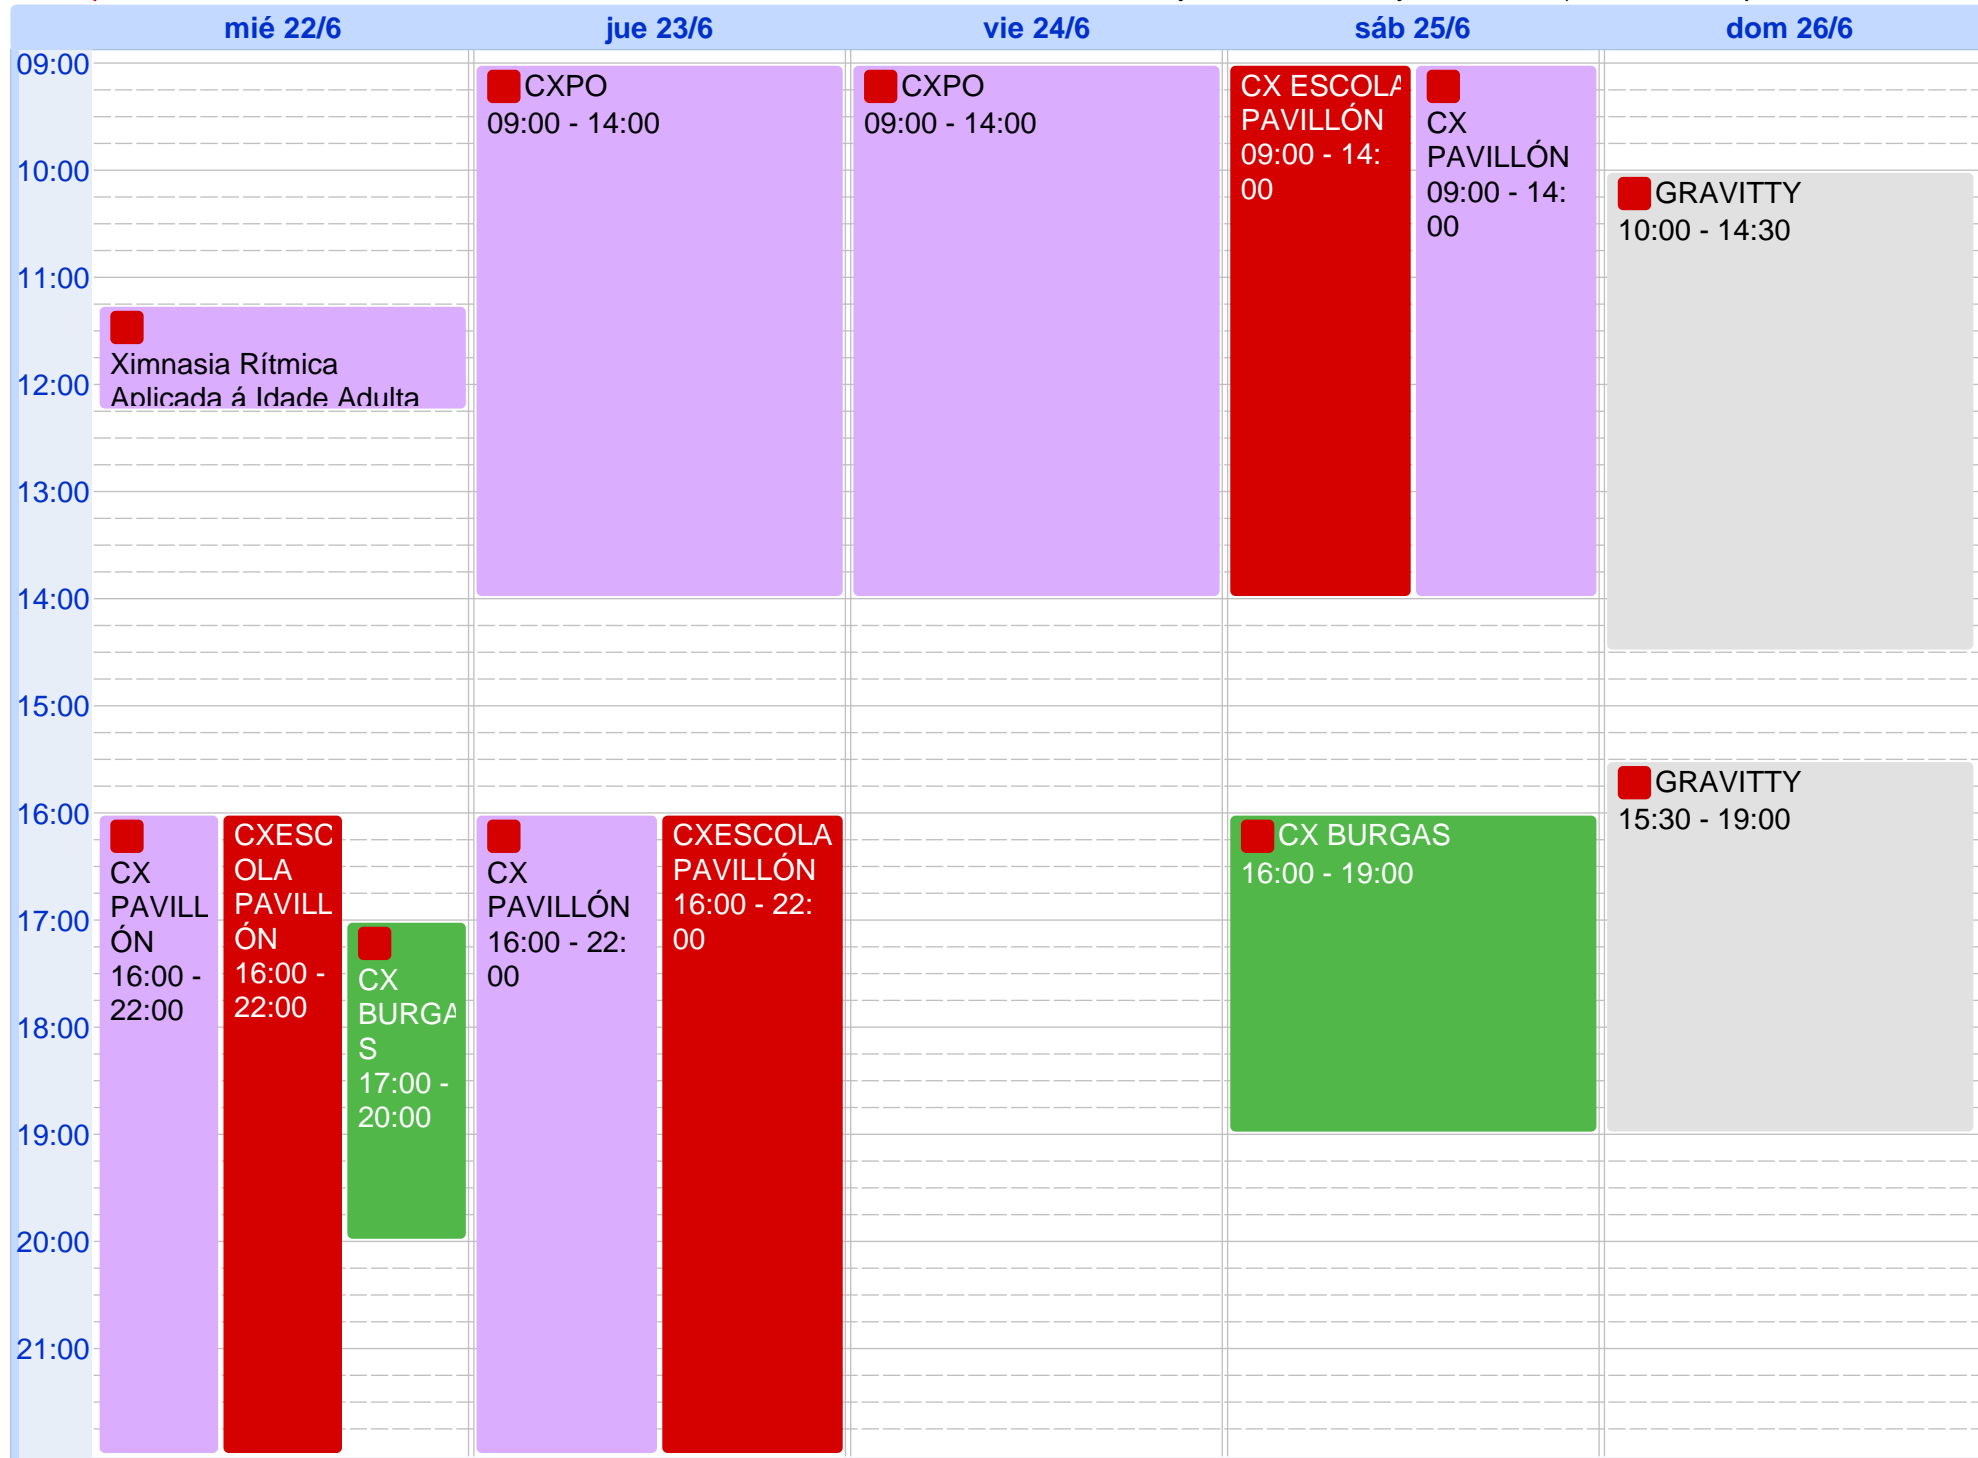 mié 22/6
jue 23/6
vie 24/6
sáb 25/6
dom 26/6
09:00
10:00
11:00
12:00
13:00
14:00
15:00
16:00
17:00
18:00
19:00
20:00
21:00
Ximnasia Rítmica
Aplicada á Idade Adulta
CX
PAVILL
ÓN
16:00 -
22:00
CXESC
OLA
PAVILL
ÓN
16:00 -
22:00
CX
BURGA
S
17:00 -
20:00
CXPO
09:00 - 14:00
CX
PAVILLÓN
16:00 - 22:
00
CXESCOLA
PAVILLÓN
16:00 - 22:
00
CXPO
09:00 - 14:00
CX ESCOLA
PAVILLÓN
09:00 - 14:
00
CX
PAVILLÓN
09:00 - 14:
00
CX BURGAS
16:00 - 19:00
GRAVITTY
10:00 - 14:30
GRAVITTY
15:30 - 19:00